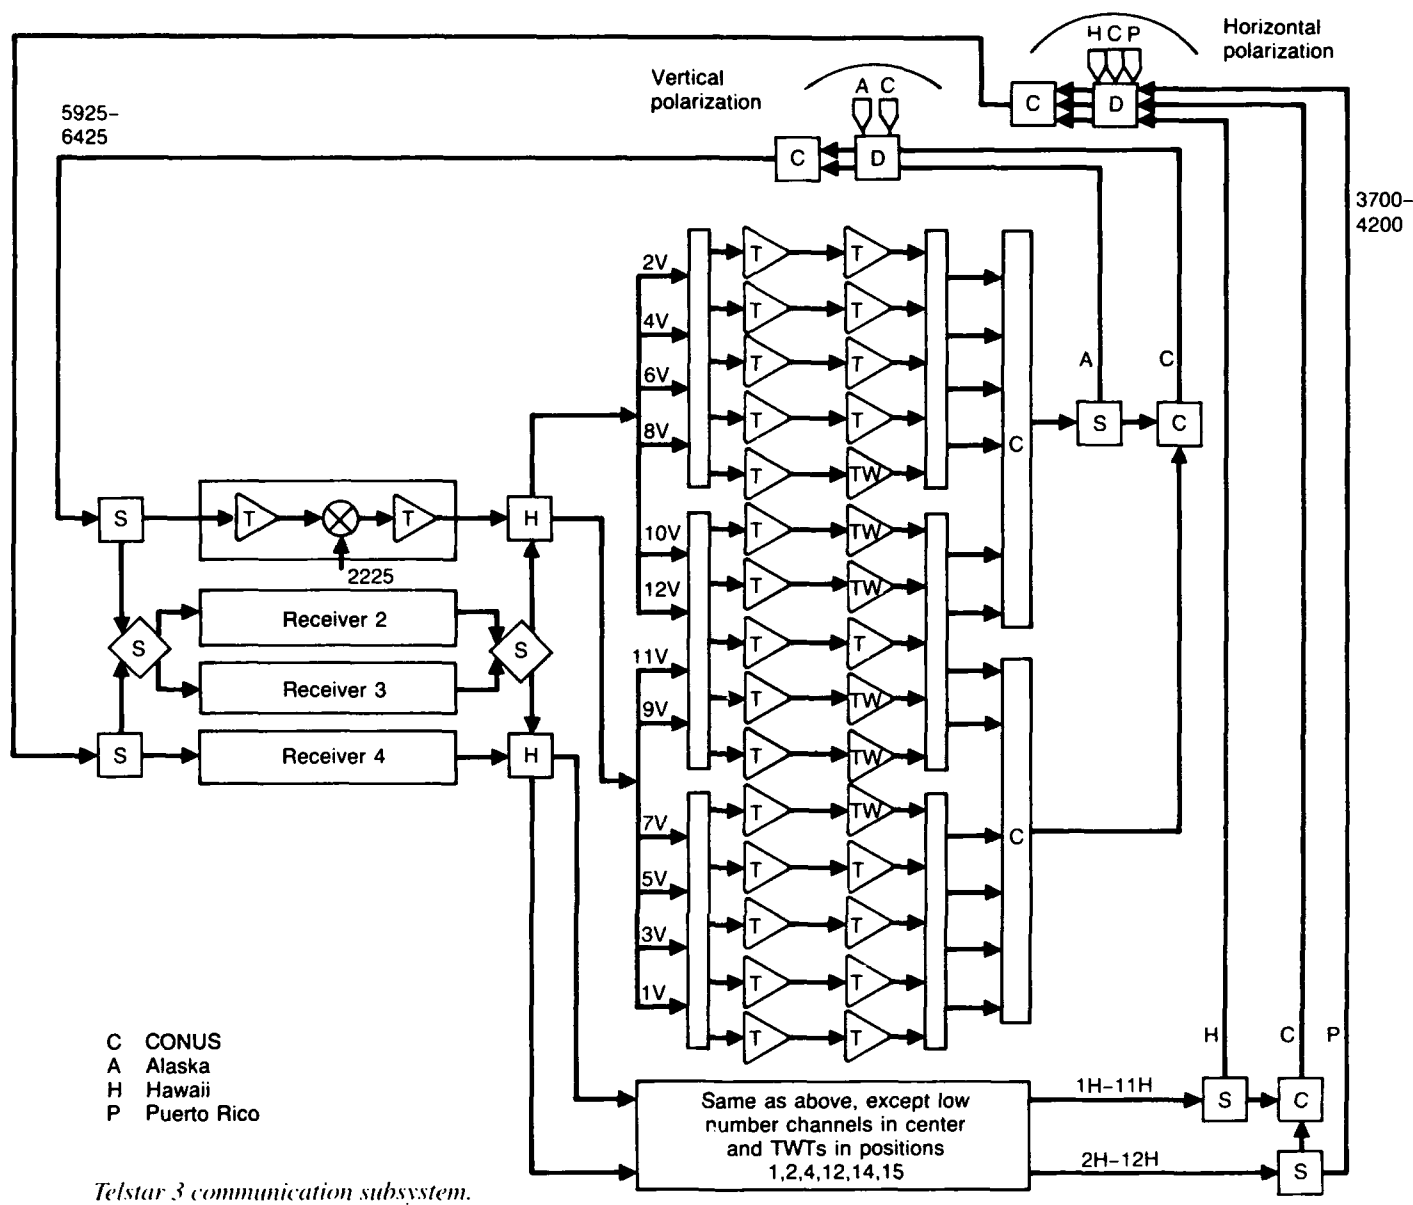 H C P
Horizontal
polarization
Vertical
polarization
A C
C
D
5925–
6425
C
D
3700–
4200
2V
T
T
4V
T
T
6V
T
T
A
C
8V
T
T
S
C
C
T
TW
S
T
T
H
10V
T
TW
2225
12V
T
TW
Receiver 2
S
S
11V
T
T
Receiver 3
9V
T
TW
S
Receiver 4
H
T
TW
7V
T
TW
C
5V
T
T
3V
T
T
1V
T
T
T
T
C CONUS
A Alaska
H Hawaii
P Puerto Rico
H
C
P
Same as above, except low
number channels in center
and TWTs in positions
1,2,4,12,14,15
1H–11H
S
C
2H–12H
S
Telstar 3 communication subsystem.